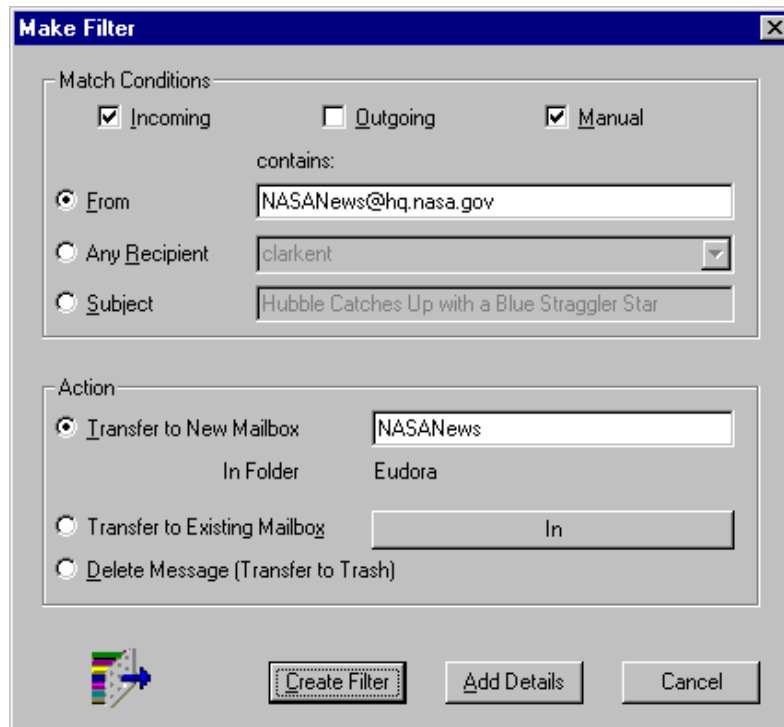 Make Filter
Match Conditions
Incoming Outgoing Manual
contains:
From NASANews@hq.nasa.gov
Any Recipient clarkent
Subject Hubble Catches Up with a Blue Straggler Star
Action
Transfer to New Mailbox NASANews
In Folder Eudora
Transfer to Existing Mailbox In
Delete Message (Transfer to Trash)
Create Filter Add Details Cancel